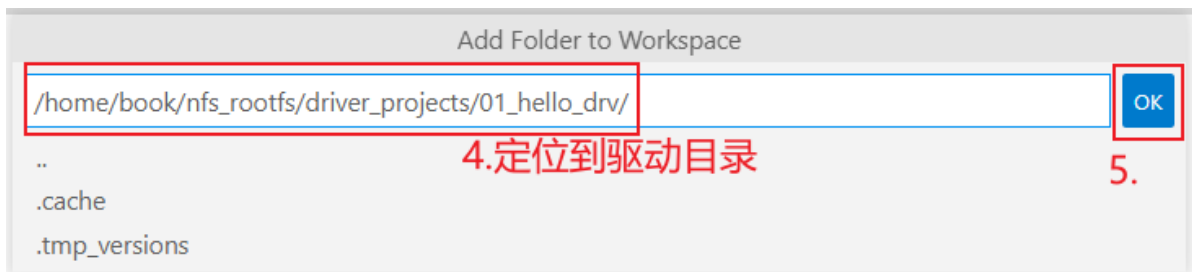 Add Folder to Workspace
/home/book/nfs_rootfs/driver_projects/01_hello_drv/
OK
4.定位到驱动目录
5.
..
.cache
.tmp_versions